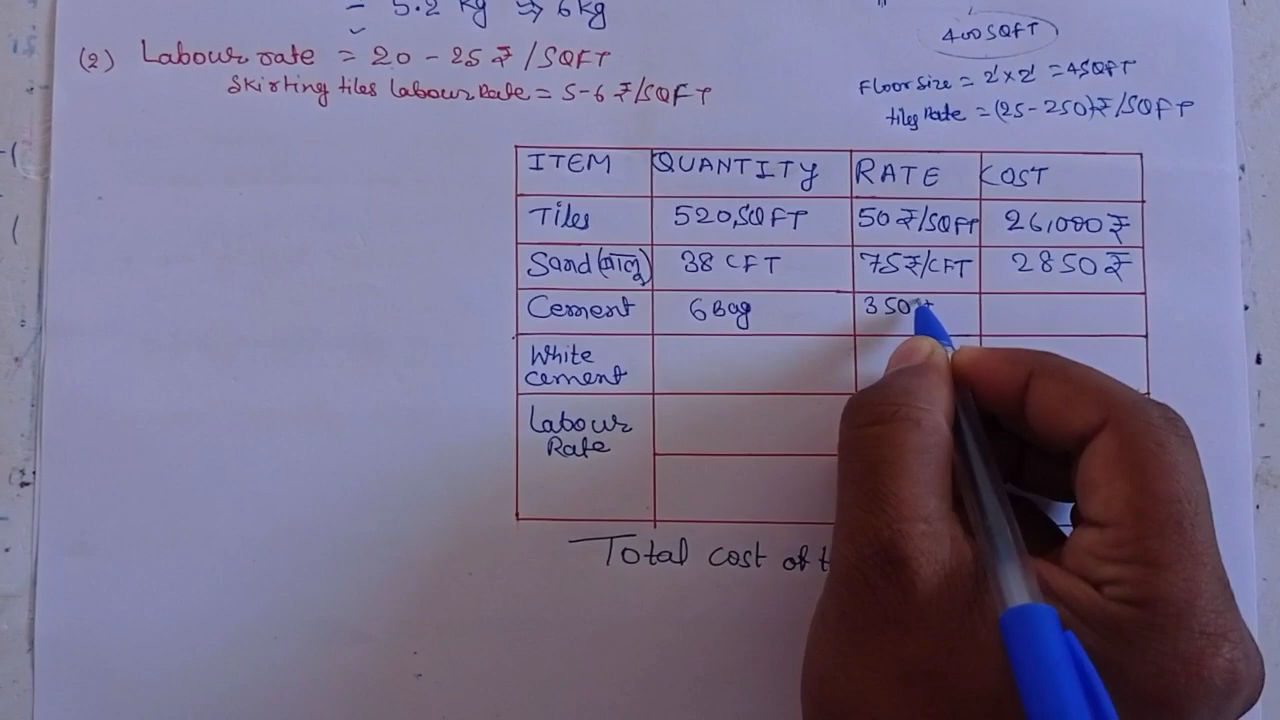 = 5.2 Kg ⇒ 6 Kg
400 SQFT
(2) Labour rate = 20 - 25 ₹ / SQFT
Skirting tiles labour Rate = 5-6 ₹/SQFT
Floor Size = 2' x 2' = 4 SQFT
tiles Rate = (25 - 250) ₹/SQFT
ITEM QUANTITY RATE COST
Tiles 520 SQFT 50 ₹/SQFT 26,000 ₹
Sand (बालू) 38 CFT 75 ₹/CFT 2850 ₹
Cement 6 Bag 350
White
cement
Labour
Rate
Total cost of